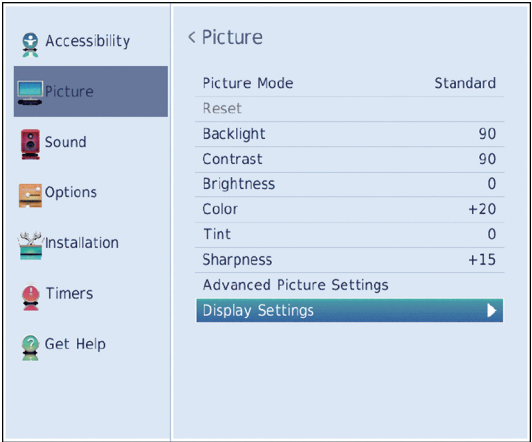 Accessibility
Picture
Sound
Options
Installation
Timers
Get Help
< Picture
Picture Mode Standard
Reset
Backlight 90
Contrast 90
Brightness 0
Color +20
Tint 0
Sharpness +15
Advanced Picture Settings
Display Settings